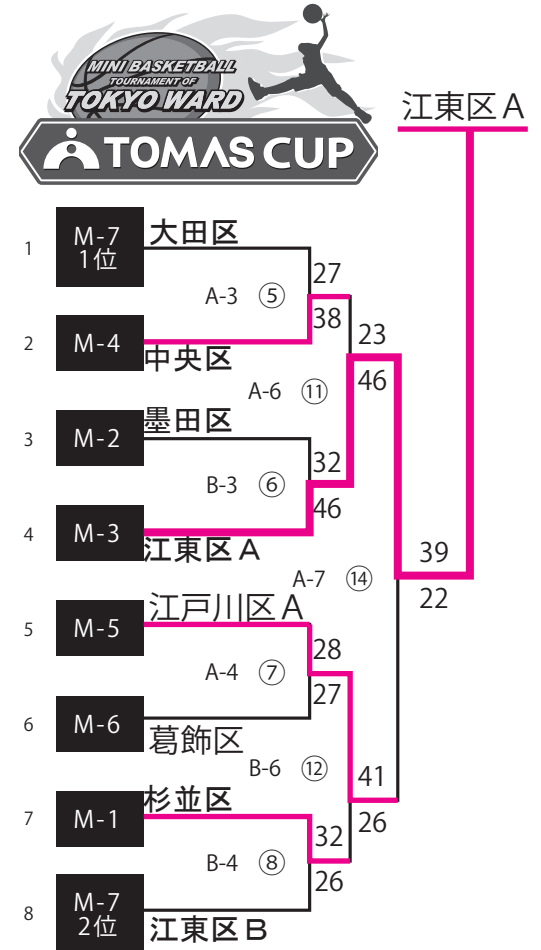 MINI BASKETBALL
TOURNAMENT OF
TOKYO WARD
TOMAS CUP
江東区A
1
M-7
1位
大田区
27
A-3 ⑤
38
2
M-4
中央区
23
A-6 ⑪
46
3
M-2
墨田区
32
B-3 ⑥
46
4
M-3
江東区A
39
A-7 ⑭
22
5
M-5
江戸川区A
28
A-4 ⑦
27
6
M-6
葛飾区
B-6 ⑫
41
26
7
M-1
杉並区
32
B-4 ⑧
26
8
M-7
2位
江東区B